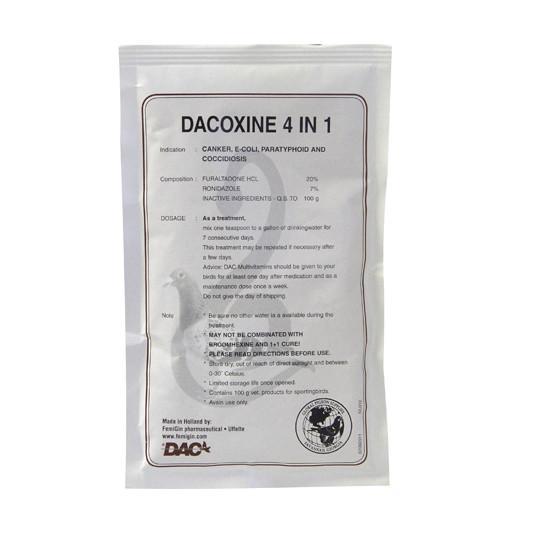 DACOXINE 4 IN 1
Indication : CANKER, E-COLI, PARATYPHOID AND
COCCIDIOSIS
Composition : FURALTADONE HCL 20%
RONIDAZOLE 7%
INACTIVE INGREDIENTS - Q.S. TO 100 g
DOSAGE : As a treatment,
mix one teaspoon to a gallon of drinkingwater for
7 consecutive days.
This treatment may be repeated if necessary after
a few days.
Advice: DAC Multivitamins should be given to your
birds for at least one day after medication and as a
maintenance dose once a week.
Do not give the day of shipping.
Note : * Be sure no other water is a available during the
treatment.
* MAY NOT BE COMBINATED WITH
BROOMHEXINE AND 1+1 CURE!
* PLEASE READ DIRECTIONS BEFORE USE.
* Store dry, out of reach of direct sunlight and between
0-30° Celsius.
* Limited storage life once opened.
* Contains 100 g vet. products for sportingbirds.
* Avain use only.
Made in Holland by:
FemiGin pharmaceutical • Uffelte
www.femigin.com
DAC
GLOBAL PIGEON